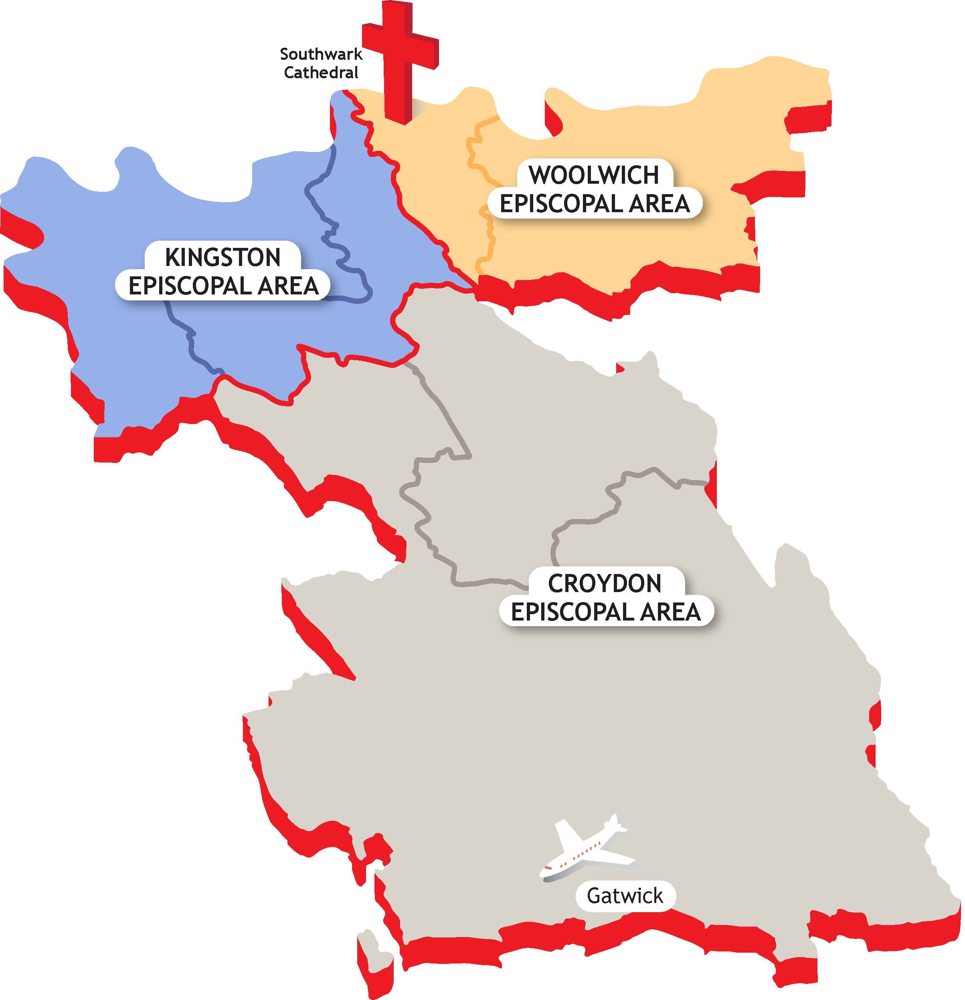 Southwark
Cathedral
WOOLWICH
EPISCOPAL AREA
KINGSTON
EPISCOPAL AREA
CROYDON
EPISCOPAL AREA
Gatwick